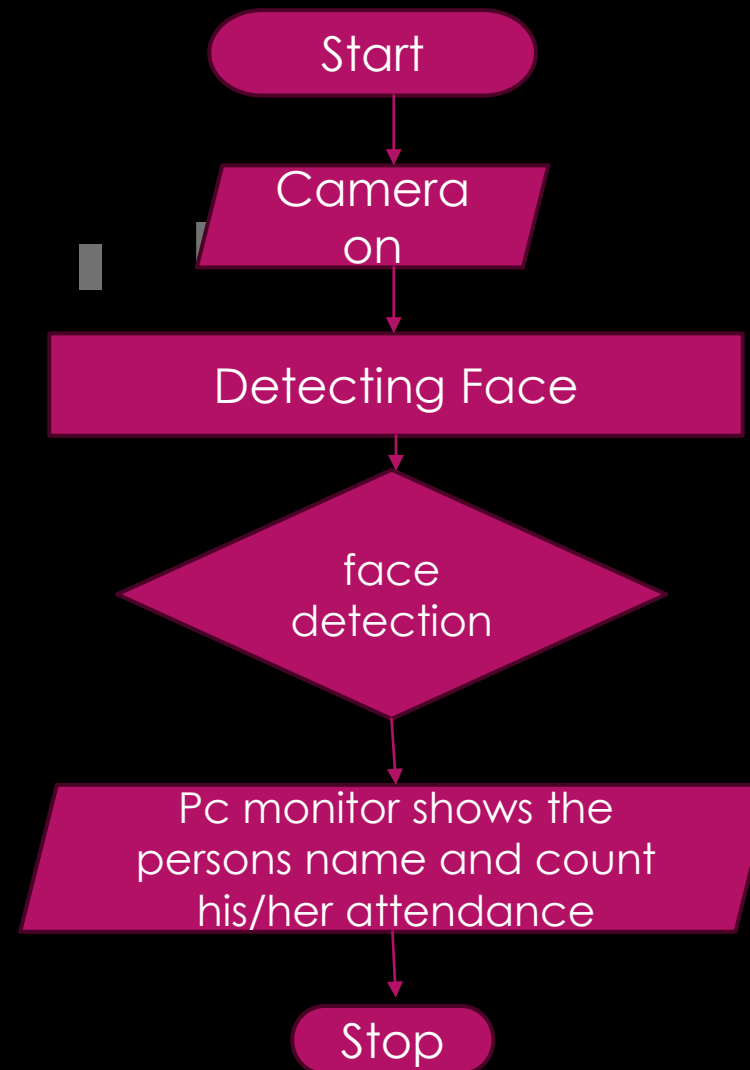 Start
Camera
on
Detecting Face
face
detection
Pc monitor shows the
persons name and count
his/her attendance
Stop